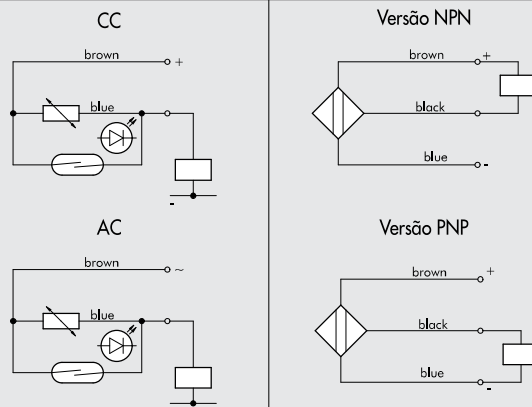 CC
brown
+
blue
-
AC
brown
~
blue
Versão NPN
brown
+
black
blue
-
Versão PNP
brown
+
black
blue
-